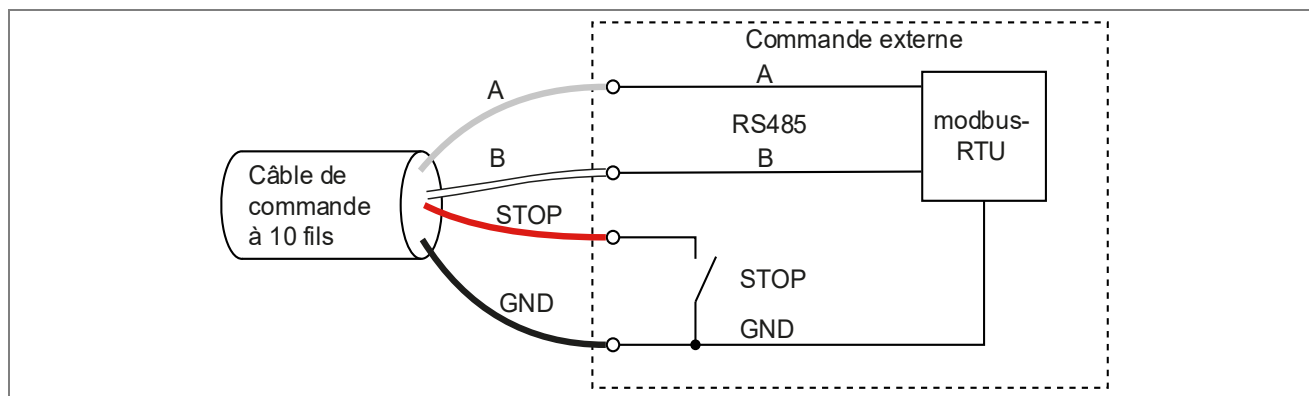 Commande externe
A
A
RS485
modbus-
RTU
B
B
Câble de
commande
à 10 fils
STOP
STOP
GND
GND